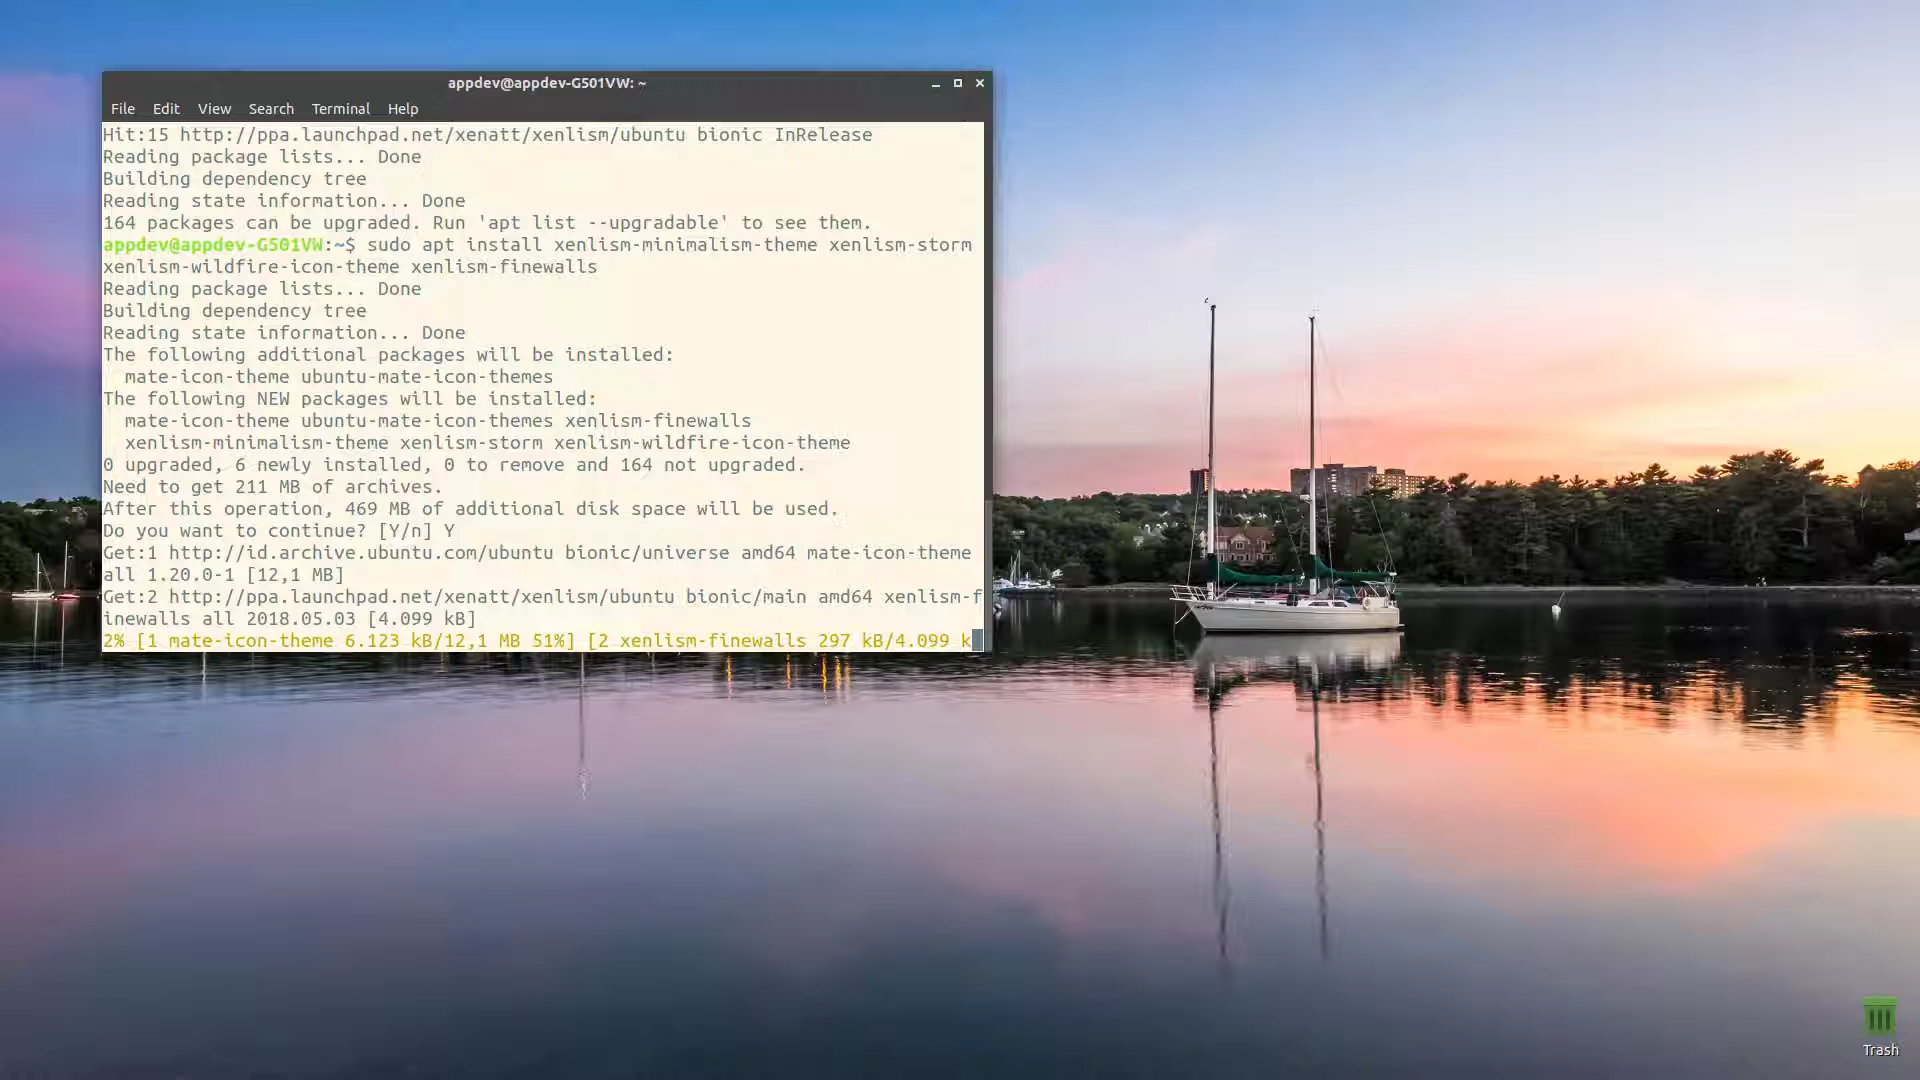 appdev@appdev-G501VW: ~
File Edit View Search Terminal Help
Hit:15 http://ppa.launchpad.net/xenatt/xenlism/ubuntu bionic InRelease
Reading package lists... Done
Building dependency tree
Reading state information... Done
164 packages can be upgraded. Run 'apt list --upgradable' to see them.
appdev@appdev-G501VW:~$ sudo apt install xenlism-minimalism-theme xenlism-storm
xenlism-wildfire-icon-theme xenlism-finewalls
Reading package lists... Done
Building dependency tree
Reading state information... Done
The following additional packages will be installed:
mate-icon-theme ubuntu-mate-icon-themes
The following NEW packages will be installed:
mate-icon-theme ubuntu-mate-icon-themes xenlism-finewalls
xenlism-minimalism-theme xenlism-storm xenlism-wildfire-icon-theme
0 upgraded, 6 newly installed, 0 to remove and 164 not upgraded.
Need to get 211 MB of archives.
After this operation, 469 MB of additional disk space will be used.
Do you want to continue? [Y/n] Y
Get:1 http://id.archive.ubuntu.com/ubuntu bionic/universe amd64 mate-icon-theme
all 1.20.0-1 [12,1 MB]
Get:2 http://ppa.launchpad.net/xenatt/xenlism/ubuntu bionic/main amd64 xenlism-f
inewalls all 2018.05.03 [4.099 kB]
2% [1 mate-icon-theme 6.123 kB/12,1 MB 51%] [2 xenlism-finewalls 297 kB/4.099 k
Trash